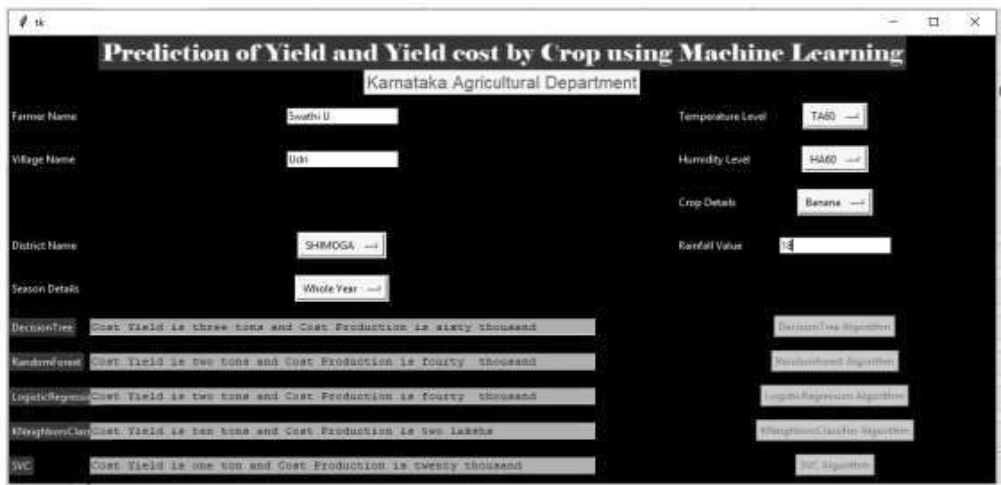 tk
Prediction of Yield and Yield cost by Crop using Machine Learning
Karnataka Agricultural Department
Farmer Name Swathi U Temperature Level TA60
Village Name Udri Humidity Level HA60
Crop Details Banana
District Name SHIMOGA Rainfall Value 18
Season Details Whole Year
DecisionTree Cost Yield is three tons and Cost Production is sixty thousand DecisionTree Algorithm
RandomForest Cost Yield is two tons and Cost Production is fourty thousand RandomForest Algorithm
LogisticRegressio Cost Yield is two tons and Cost Production is fourty thousand LogisticRegression Algorithm
KNeighborsClass Cost Yield is ten tons and Cost Production is two lakshs KNeighborsClassifier Algorithm
SVC Cost Yield is one ton and Cost Production is twenty thousand SVC Algorithm